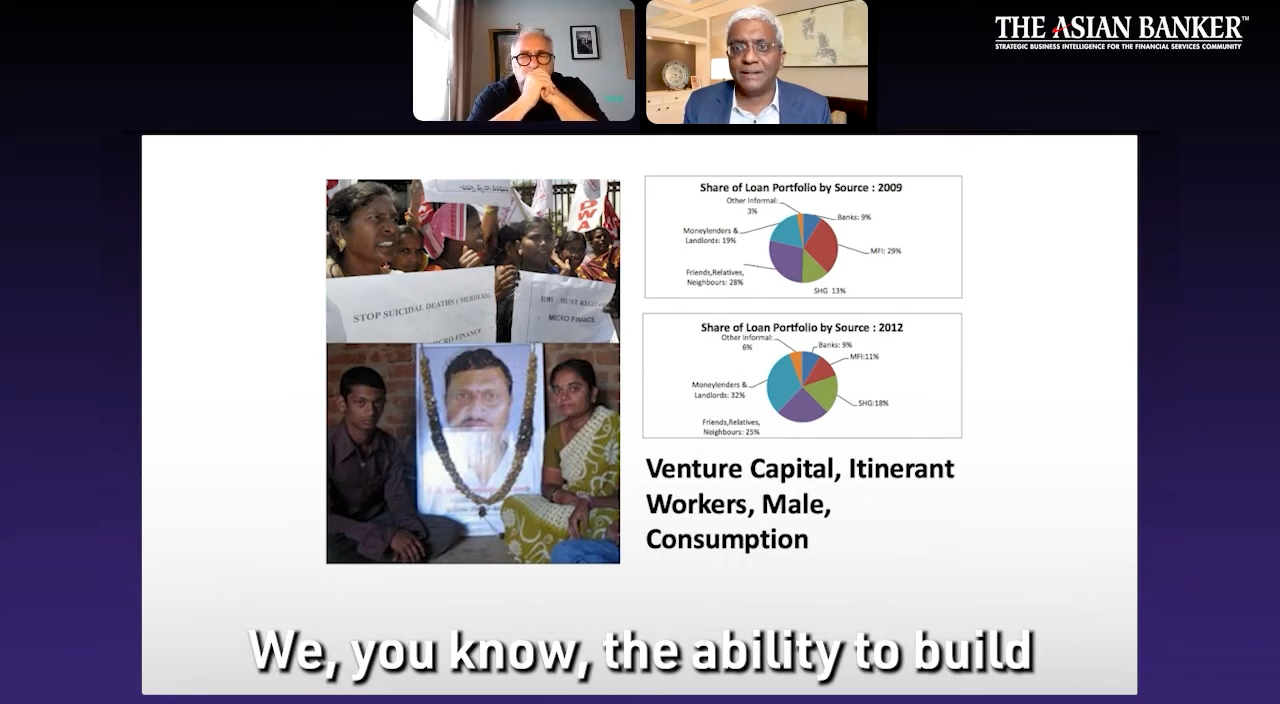 THE ASIAN BANKER™
STRATEGIC BUSINESS INTELLIGENCE FOR THE FINANCIAL SERVICES COMMUNITY
STOP SUICIDAL DEATHS (MURDERS)
MICRO FINANCE
MUST
MICRO FINANCE
Share of Loan Portfolio by Source : 2009
Other Informal:
3%
Banks: 9%
Moneylenders &
Landlords: 19%
MFI: 29%
Friends,Relatives,
Neighbours: 28%
SHG 13%
Share of Loan Portfolio by Source : 2012
Other Informal:
6%
Banks: 9%
MFI:11%
Moneylenders &
Landlords: 32%
SHG:18%
Friends,Relatives,
Neighbours: 25%
Venture Capital, Itinerant
Workers, Male,
Consumption
We, you know, the ability to build